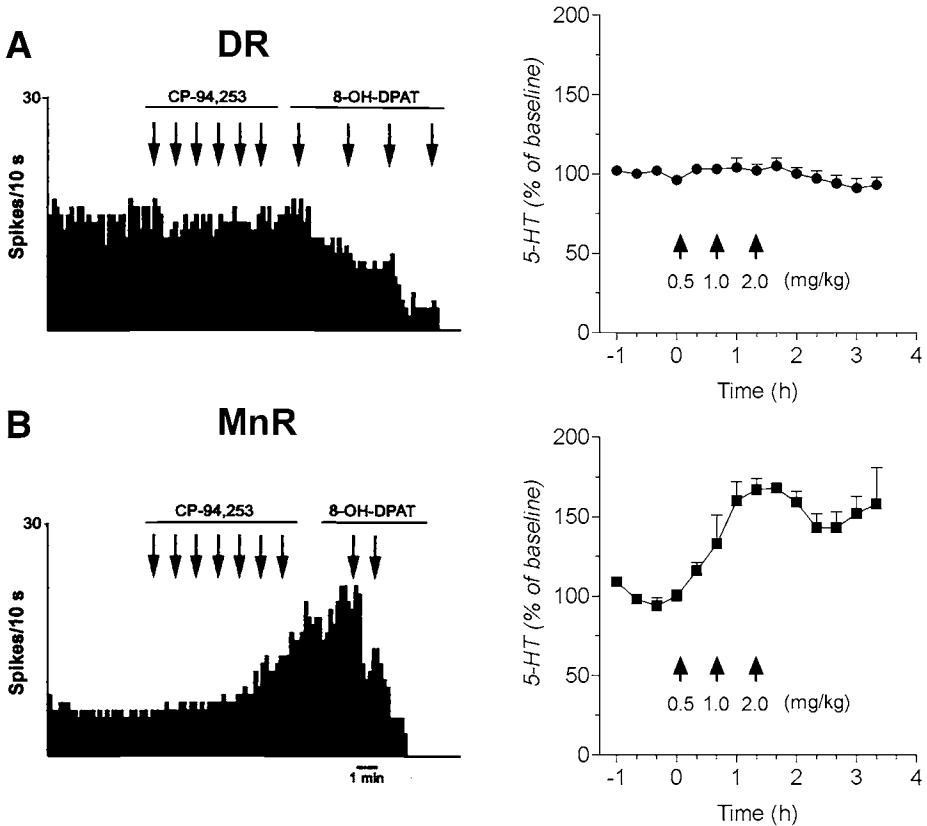 A
DR
CP-94,253
8-OH-DPAT
30
Spikes/10 s
200
150
100
50
0
5-HT (% of baseline)
0.5 1.0 2.0 (mg/kg)
-1 0 1 2 3 4
Time (h)
B
MnR
CP-94,253
8-OH-DPAT
30
Spikes/10 s
1 min
200
150
100
50
0
5-HT (% of baseline)
0.5 1.0 2.0 (mg/kg)
-1 0 1 2 3 4
Time (h)